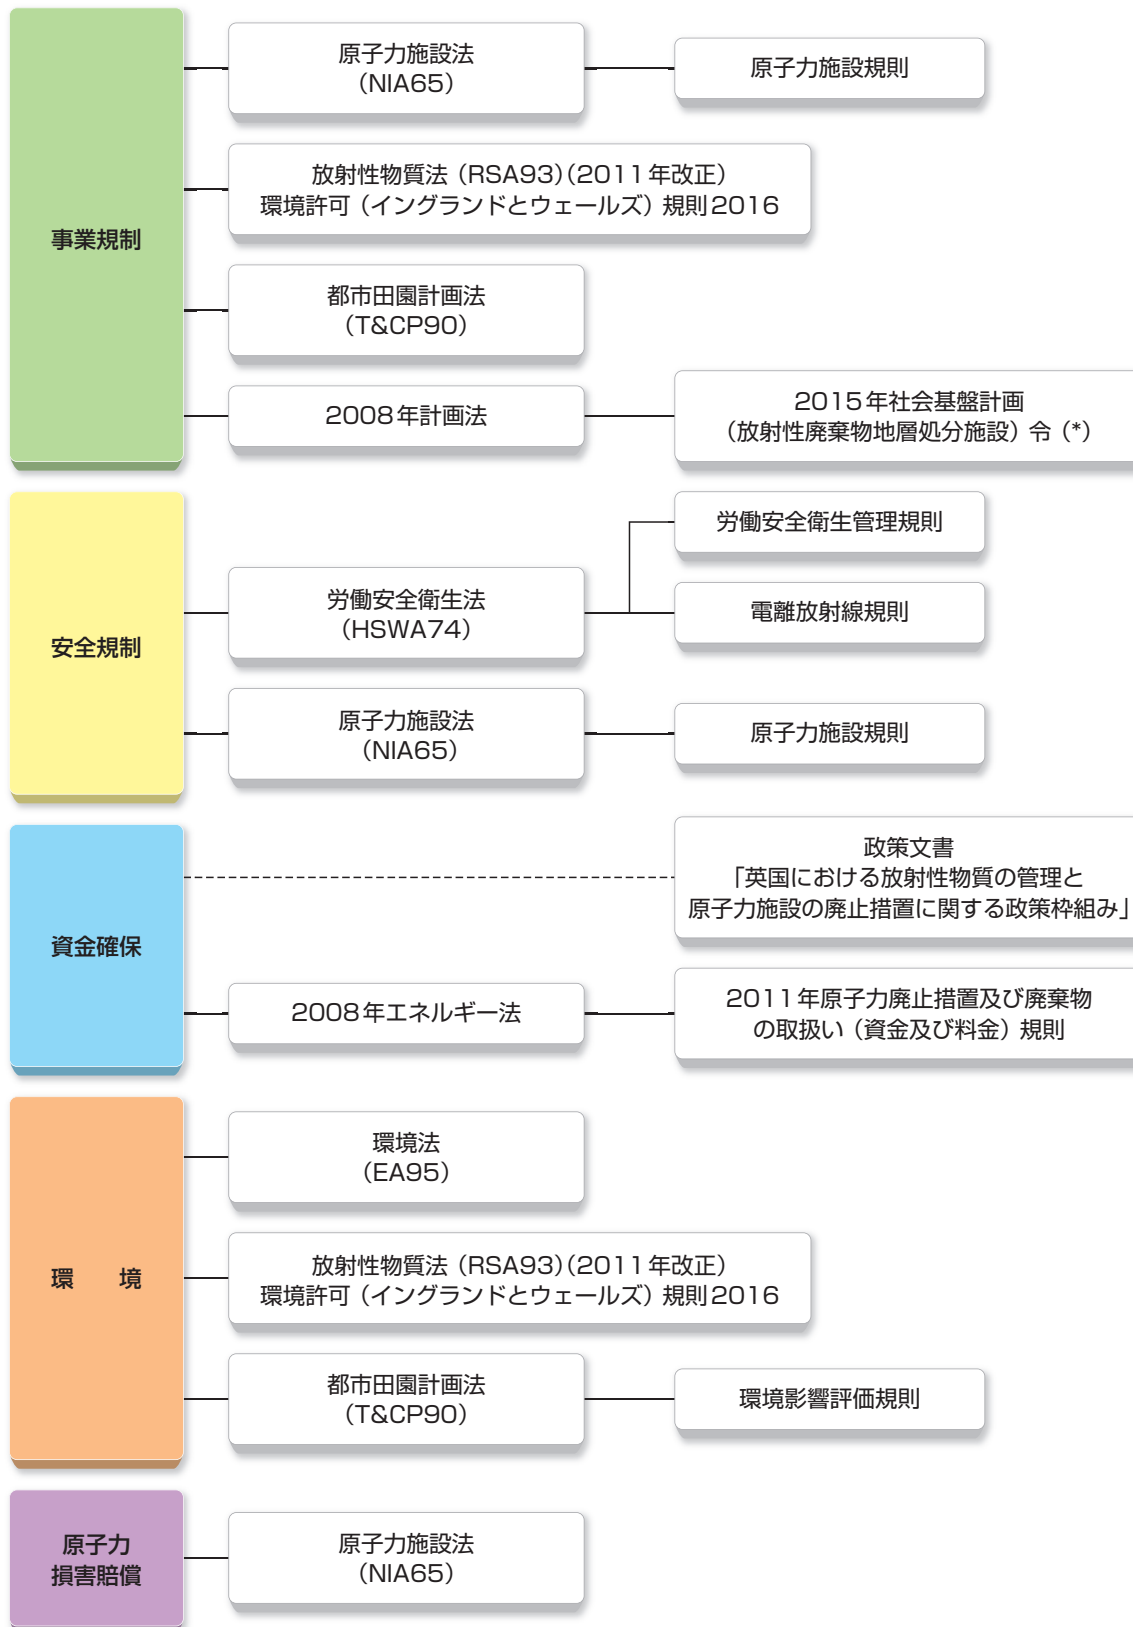 事業規制
原子力施設法
(NIA65)
原子力施設規則
放射性物質法(RSA93)(2011年改正)
環境許可(イングランドとウェールズ)規則2016
都市田園計画法
(T&CP90)
2008年計画法
2015年社会基盤計画
(放射性廃棄物地層処分施設)令(*)
安全規制
労働安全衛生法
(HSWA74)
労働安全衛生管理規則
電離放射線規則
原子力施設法
(NIA65)
原子力施設規則
資金確保
政策文書
「英国における放射性物質の管理と
原子力施設の廃止措置に関する政策枠組み」
2008年エネルギー法
2011年原子力廃止措置及び廃棄物
の取扱い(資金及び料金)規則
環　境
環境法
(EA95)
放射性物質法(RSA93)(2011年改正)
環境許可(イングランドとウェールズ)規則2016
都市田園計画法
(T&CP90)
環境影響評価規則
原子力
損害賠償
原子力施設法
(NIA65)